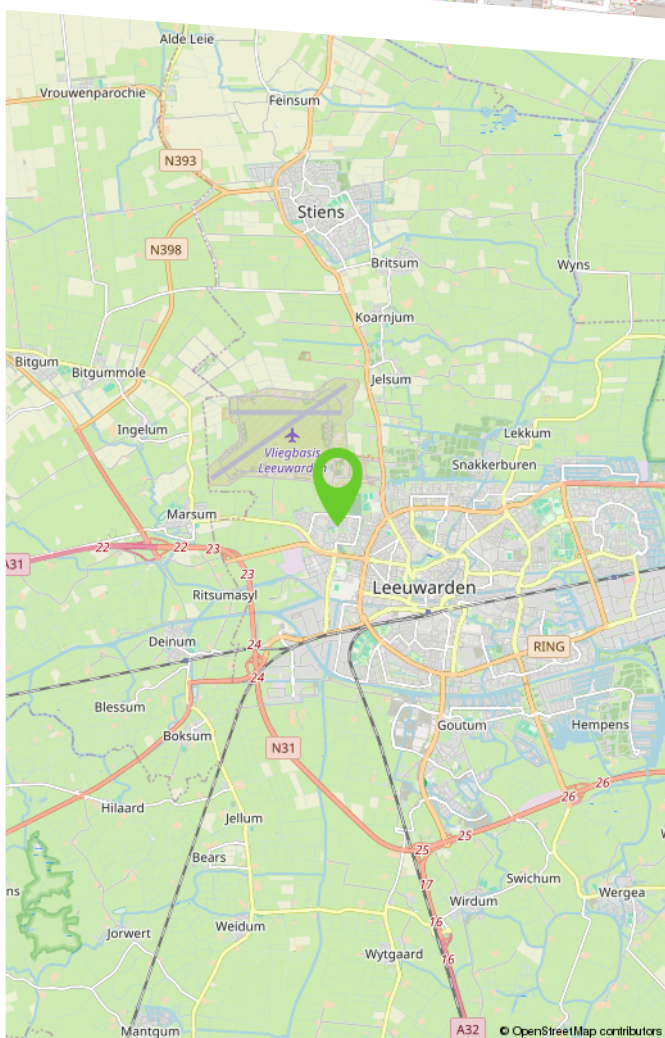 Alde Leie
Vrouwenparochie
Feinsum
N393
Stiens
N398
Britsum
Wyns
Koarnjum
Bitgum
Bitgummole
Jelsum
Ingelum
Lekkum
Vliegbasis
Leeuwarden
Snakkerburen
Marsum
22
22
23
A31
23
Leeuwarden
Ritsumasyl
Deinum
24
RING
24
Blessum
Boksum
Goutum
Hempens
N31
26
26
Hilaard
Jellum
25
25
Bears
17
Swichum
Wergea
Wirdum
Jorwert
Weidum
16
Wytgaard
16
Mantgum
A32
© OpenStreetMap contributors